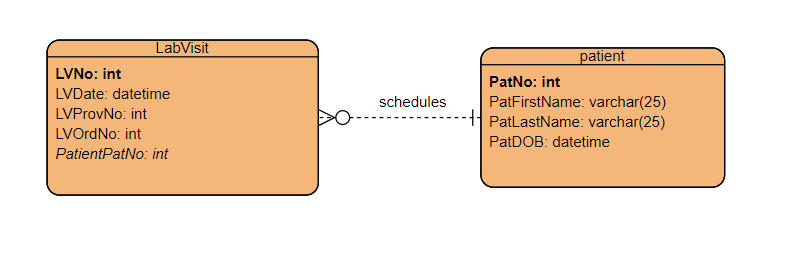 LabVisit
LVNo: int
LVDate: datetime
LVProvNo: int
LVOrdNo: int
PatientPatNo: int
schedules
patient
PatNo: int
PatFirstName: varchar(25)
PatLastName: varchar(25)
PatDOB: datetime